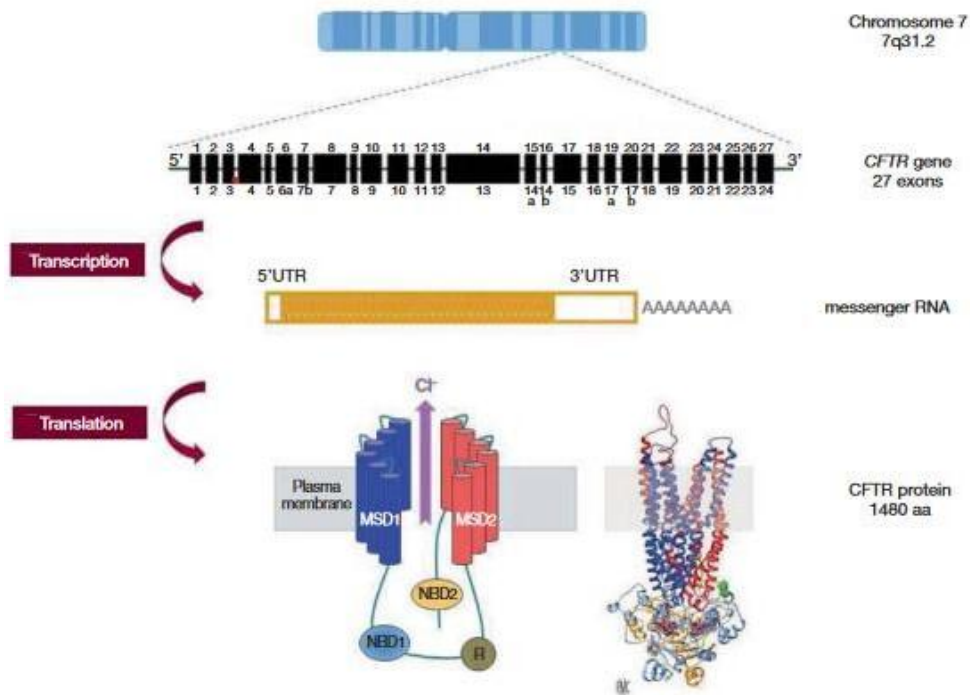 Chromosome 7
7q31.2
1 2 3 4 5 6 7 8 9 10 11 12 13 14 15 16 17 18 19 20 21 22 23 24 25 26 27
5' 3'
CFTR gene
27 exons
1 2 3 4 5 6a 7b 7 8 9 10 11 12 13 14 14 15 16 17 17 18 19 20 21 22 23 24
a b a b
Transcription
5'UTR 3'UTR
AAAAAAAA
messenger RNA
Cl-
Translation
Plasma
membrane
MSD1 MSD2
CFTR protein
1480 aa
NBD2
NBD1
R